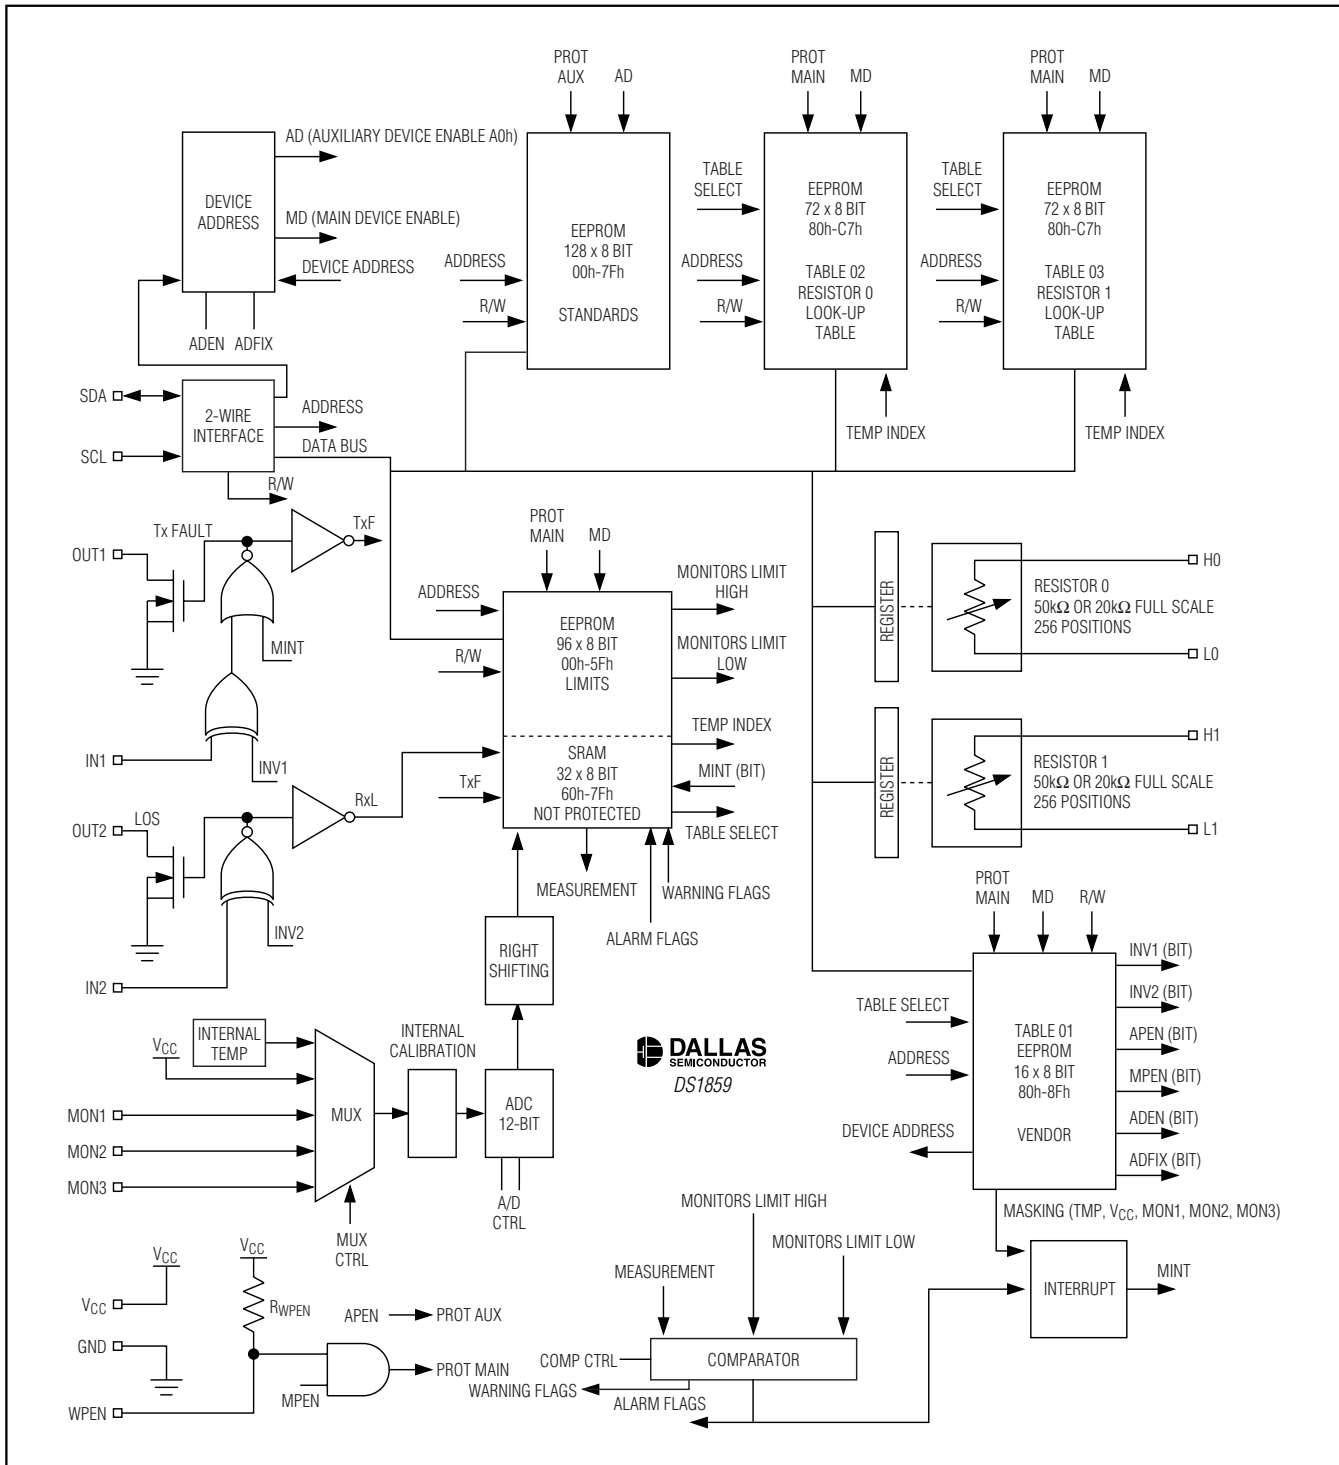 PROT
AUX
AD
PROT
MAIN
MD
PROT
MAIN
MD
AD (AUXILIARY DEVICE ENABLE A0h)
DEVICE
ADDRESS
MD (MAIN DEVICE ENABLE)
DEVICE ADDRESS
ADEN
ADFIX
ADDRESS
R/W
EEPROM
128 x 8 BIT
00h-7Fh
STANDARDS
TABLE
SELECT
ADDRESS
R/W
EEPROM
72 x 8 BIT
80h-C7h
TABLE 02
RESISTOR 0
LOOK-UP
TABLE
TEMP INDEX
TABLE
SELECT
ADDRESS
R/W
EEPROM
72 x 8 BIT
80h-C7h
TABLE 03
RESISTOR 1
LOOK-UP
TABLE
TEMP INDEX
SDA
SCL
2-WIRE
INTERFACE
ADDRESS
DATA BUS
R/W
Tx FAULT
TxF
OUT1
MINT
IN1
INV1
RxL
LOS
OUT2
INV2
IN2
PROT
MAIN
MD
ADDRESS
R/W
TxF
EEPROM
96 x 8 BIT
00h-5Fh
LIMITS
SRAM
32 x 8 BIT
60h-7Fh
NOT PROTECTED
MONITORS LIMIT
HIGH
MONITORS LIMIT
LOW
TEMP INDEX
MINT (BIT)
TABLE SELECT
MEASUREMENT
WARNING FLAGS
ALARM FLAGS
REGISTER
RESISTOR 0
50kΩ OR 20kΩ FULL SCALE
256 POSITIONS
H0
L0
REGISTER
RESISTOR 1
50kΩ OR 20kΩ FULL SCALE
256 POSITIONS
H1
L1
RIGHT
SHIFTING
INTERNAL
TEMP
VCC
MON1
MON2
MON3
MUX
MUX
CTRL
INTERNAL
CALIBRATION
ADC
12-BIT
A/D
CTRL
DALLAS
SEMICONDUCTOR
DS1859
PROT
MAIN
MD
R/W
TABLE SELECT
ADDRESS
DEVICE ADDRESS
TABLE 01
EEPROM
16 x 8 BIT
80h-8Fh
VENDOR
INV1 (BIT)
INV2 (BIT)
APEN (BIT)
MPEN (BIT)
ADEN (BIT)
ADFIX (BIT)
MASKING (TMP, VCC, MON1, MON2, MON3)
INTERRUPT
MINT
MONITORS LIMIT HIGH
MONITORS LIMIT LOW
MEASUREMENT
COMP CTRL
COMPARATOR
WARNING FLAGS
ALARM FLAGS
VCC
VCC
GND
WPEN
VCC
RWPEN
APEN
PROT AUX
PROT MAIN
MPEN